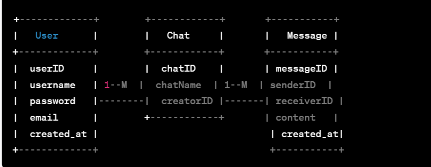 +-------------+      +------------+      +-----------+
|   User      |      |   Chat     |      |   Message |
+-------------+      +------------+      +-----------+
|  userID     |      |  chatID    |      | messageID |
|  username   | 1--M |  chatName  | 1--M | senderID  |
|  password   |--------| creatorID |-------| receiverID |
|  email      |      +------------+      | content   |
|  created_at |      | created_at|
+-------------+      +-----------+